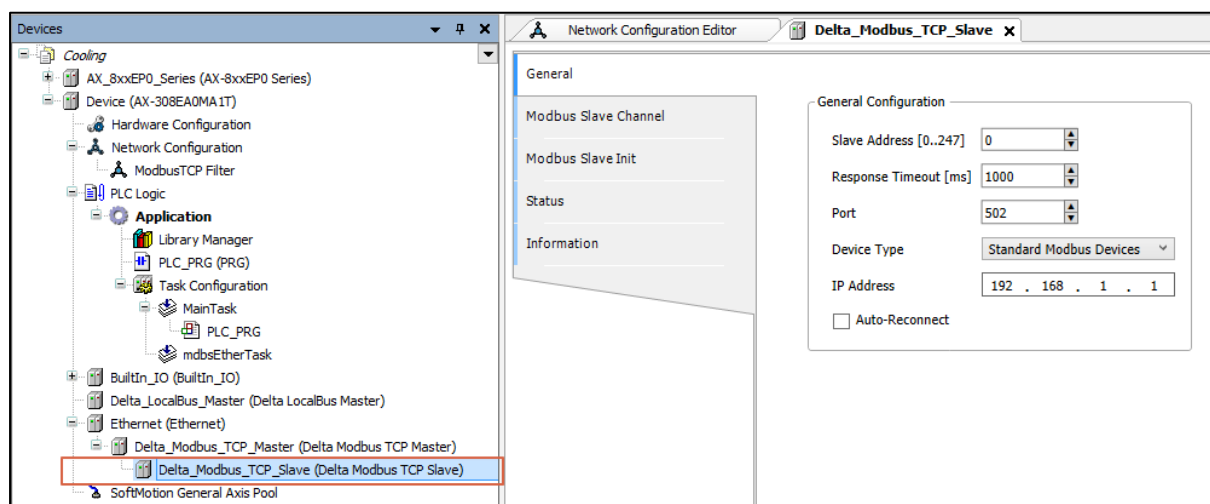 Devices
Cooling
AX_8xxEP0_Series (AX-8xxEP0 Series)
Device (AX-308EA0MA1T)
Hardware Configuration
Network Configuration
ModbusTCP Filter
PLC Logic
Application
Library Manager
PLC_PRG (PRG)
Task Configuration
MainTask
PLC_PRG
mdbsEtherTask
BuiltIn_IO (BuiltIn_IO)
Delta_LocalBus_Master (Delta LocalBus Master)
Ethernet (Ethernet)
Delta_Modbus_TCP_Master (Delta Modbus TCP Master)
Delta_Modbus_TCP_Slave (Delta Modbus TCP Slave)
SoftMotion General Axis Pool
Network Configuration Editor
Delta_Modbus_TCP_Slave
General
Modbus Slave Channel
Modbus Slave Init
Status
Information
General Configuration
Slave Address [0..247] 0
Response Timeout [ms] 1000
Port 502
Device Type Standard Modbus Devices
IP Address 192 . 168 . 1 . 1
Auto-Reconnect